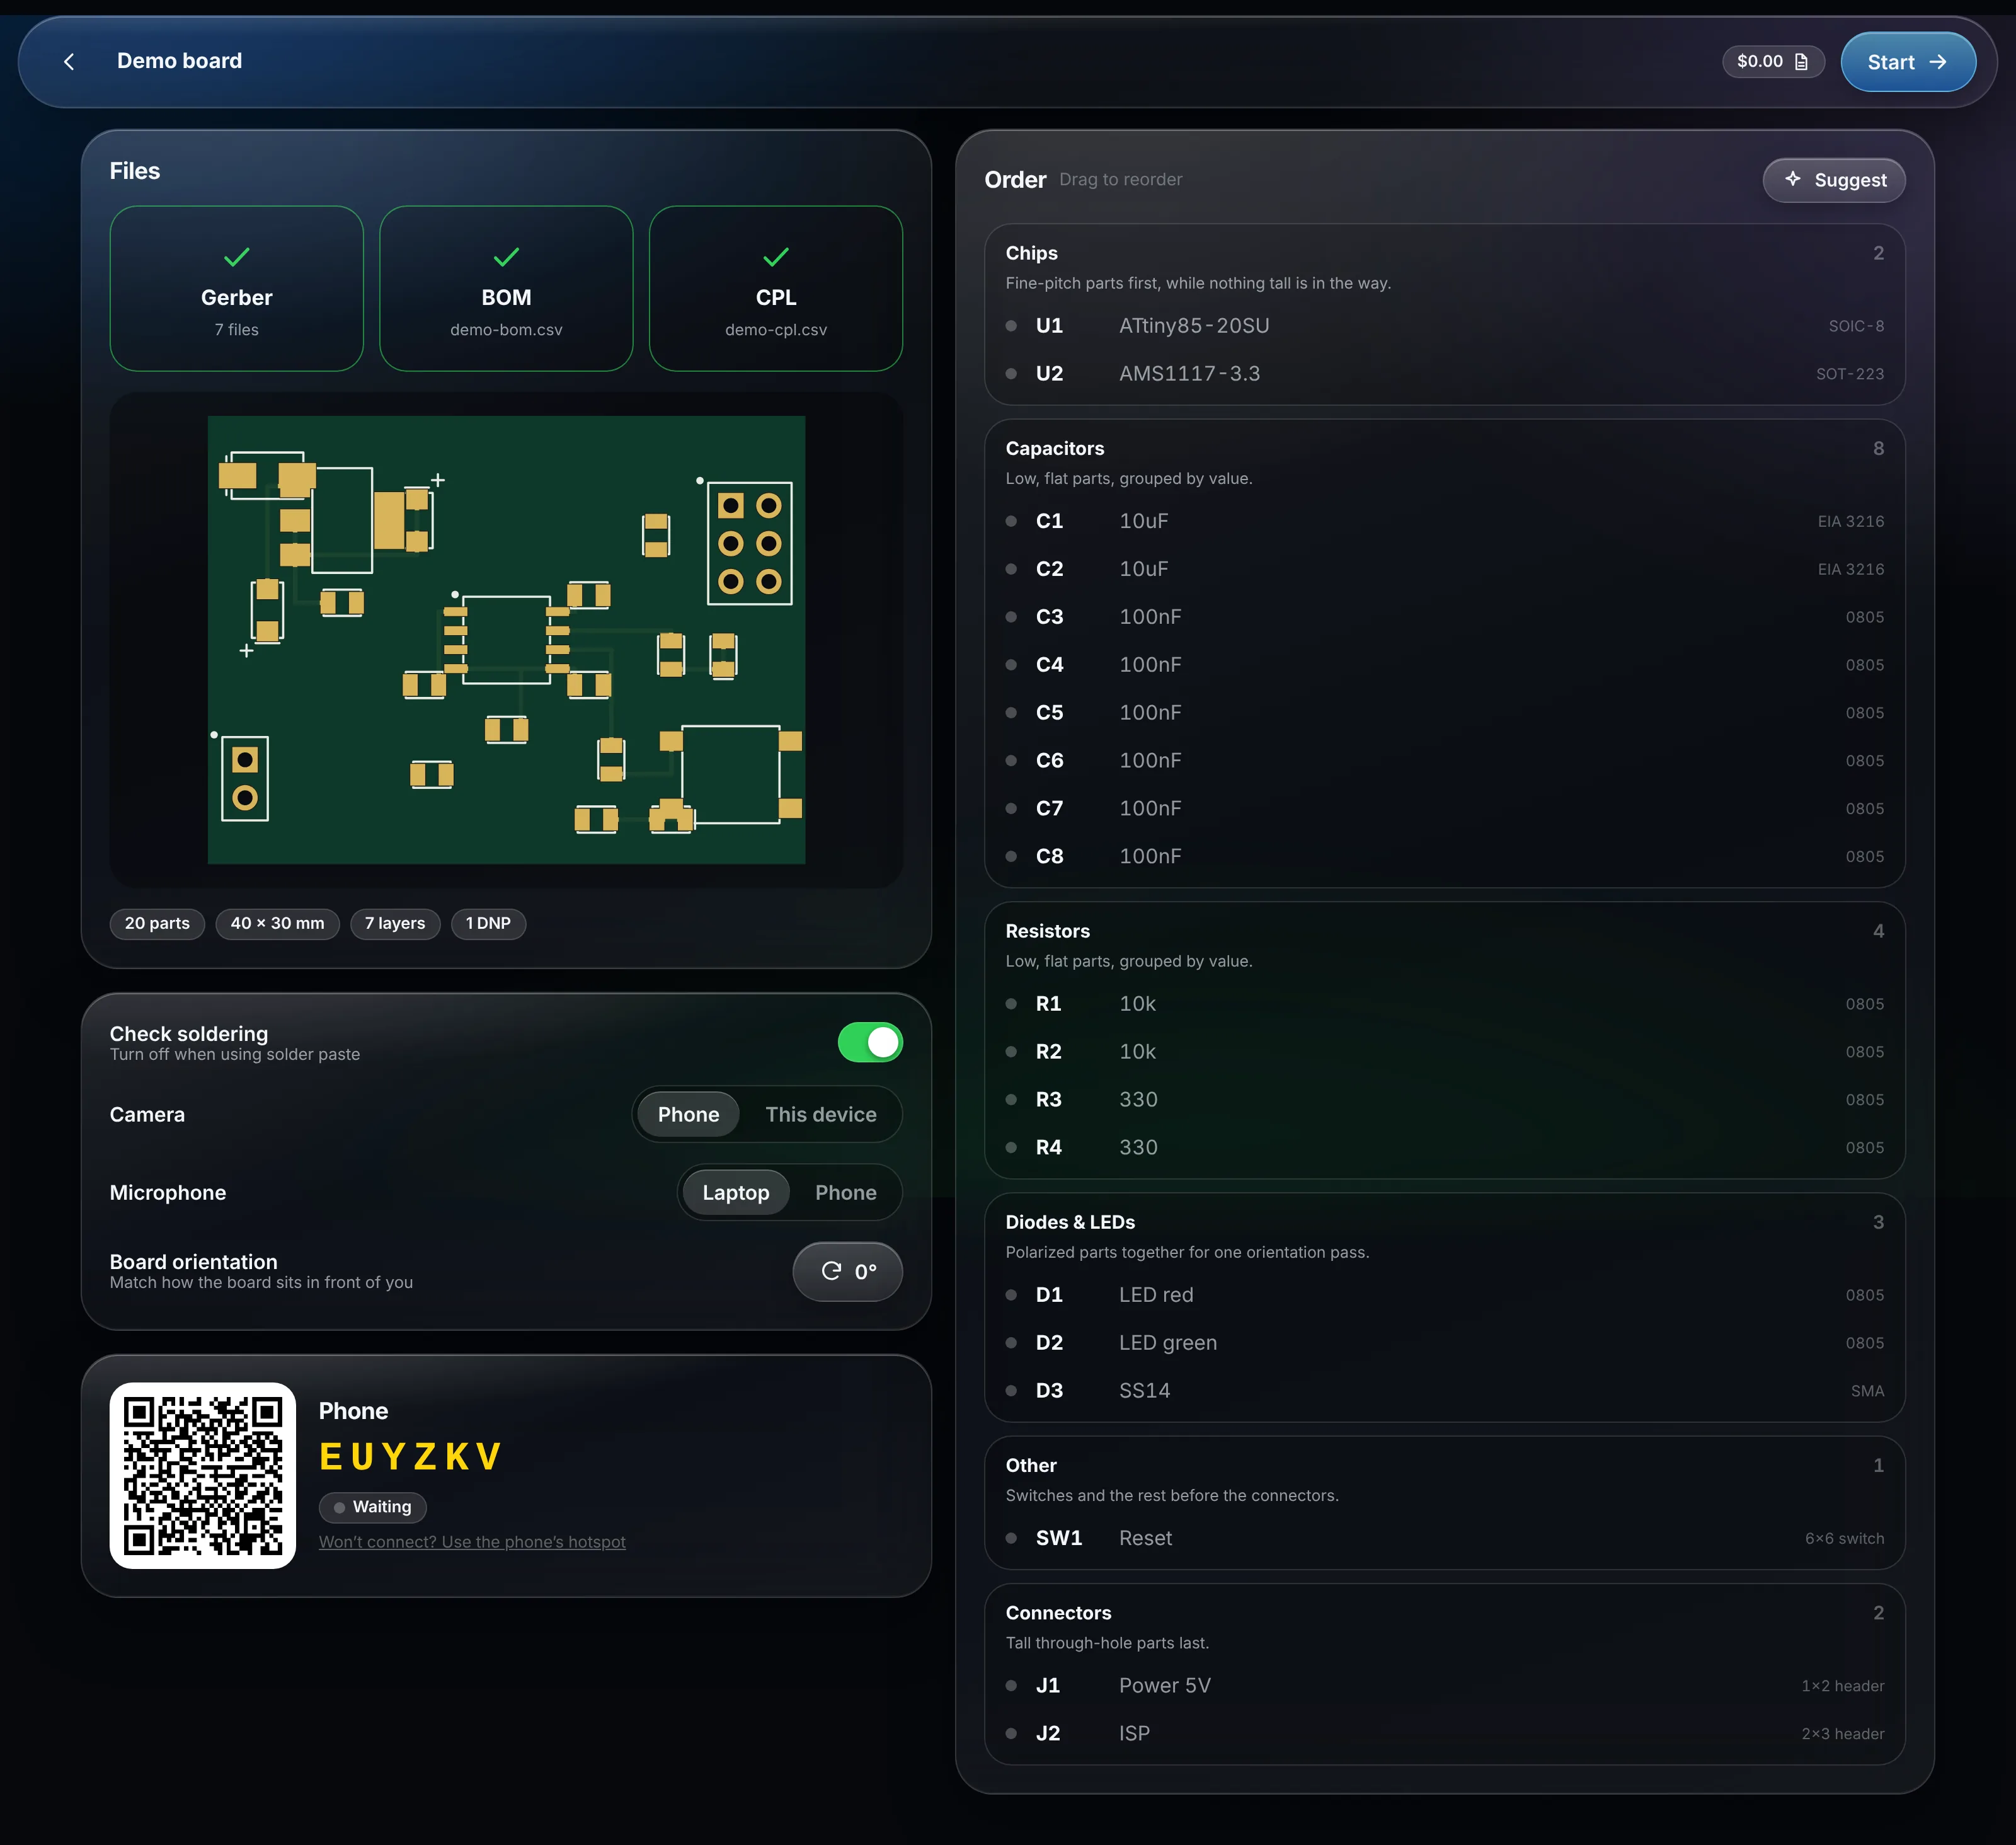 Demo board
$0.00
Start
Files
Gerber
7 files
BOM
demo-bom.csv
CPL
demo-cpl.csv
+
+
20 parts
40 × 30 mm
7 layers
1 DNP
Check soldering
Turn off when using solder paste
Camera
Phone
This device
Microphone
Laptop
Phone
Board orientation
Match how the board sits in front of you
0°
Phone
EUYZKV
Waiting
Won't connect? Use the phone's hotspot
Order
Drag to reorder
Suggest
Chips 2
Fine-pitch parts first, while nothing tall is in the way.
U1 ATtiny85-20SU SOIC-8
U2 AMS1117-3.3 SOT-223
Capacitors 8
Low, flat parts, grouped by value.
C1 10uF EIA 3216
C2 10uF EIA 3216
C3 100nF 0805
C4 100nF 0805
C5 100nF 0805
C6 100nF 0805
C7 100nF 0805
C8 100nF 0805
Resistors 4
Low, flat parts, grouped by value.
R1 10k 0805
R2 10k 0805
R3 330 0805
R4 330 0805
Diodes & LEDs 3
Polarized parts together for one orientation pass.
D1 LED red 0805
D2 LED green 0805
D3 SS14 SMA
Other 1
Switches and the rest before the connectors.
SW1 Reset 6×6 switch
Connectors 2
Tall through-hole parts last.
J1 Power 5V 1×2 header
J2 ISP 2×3 header